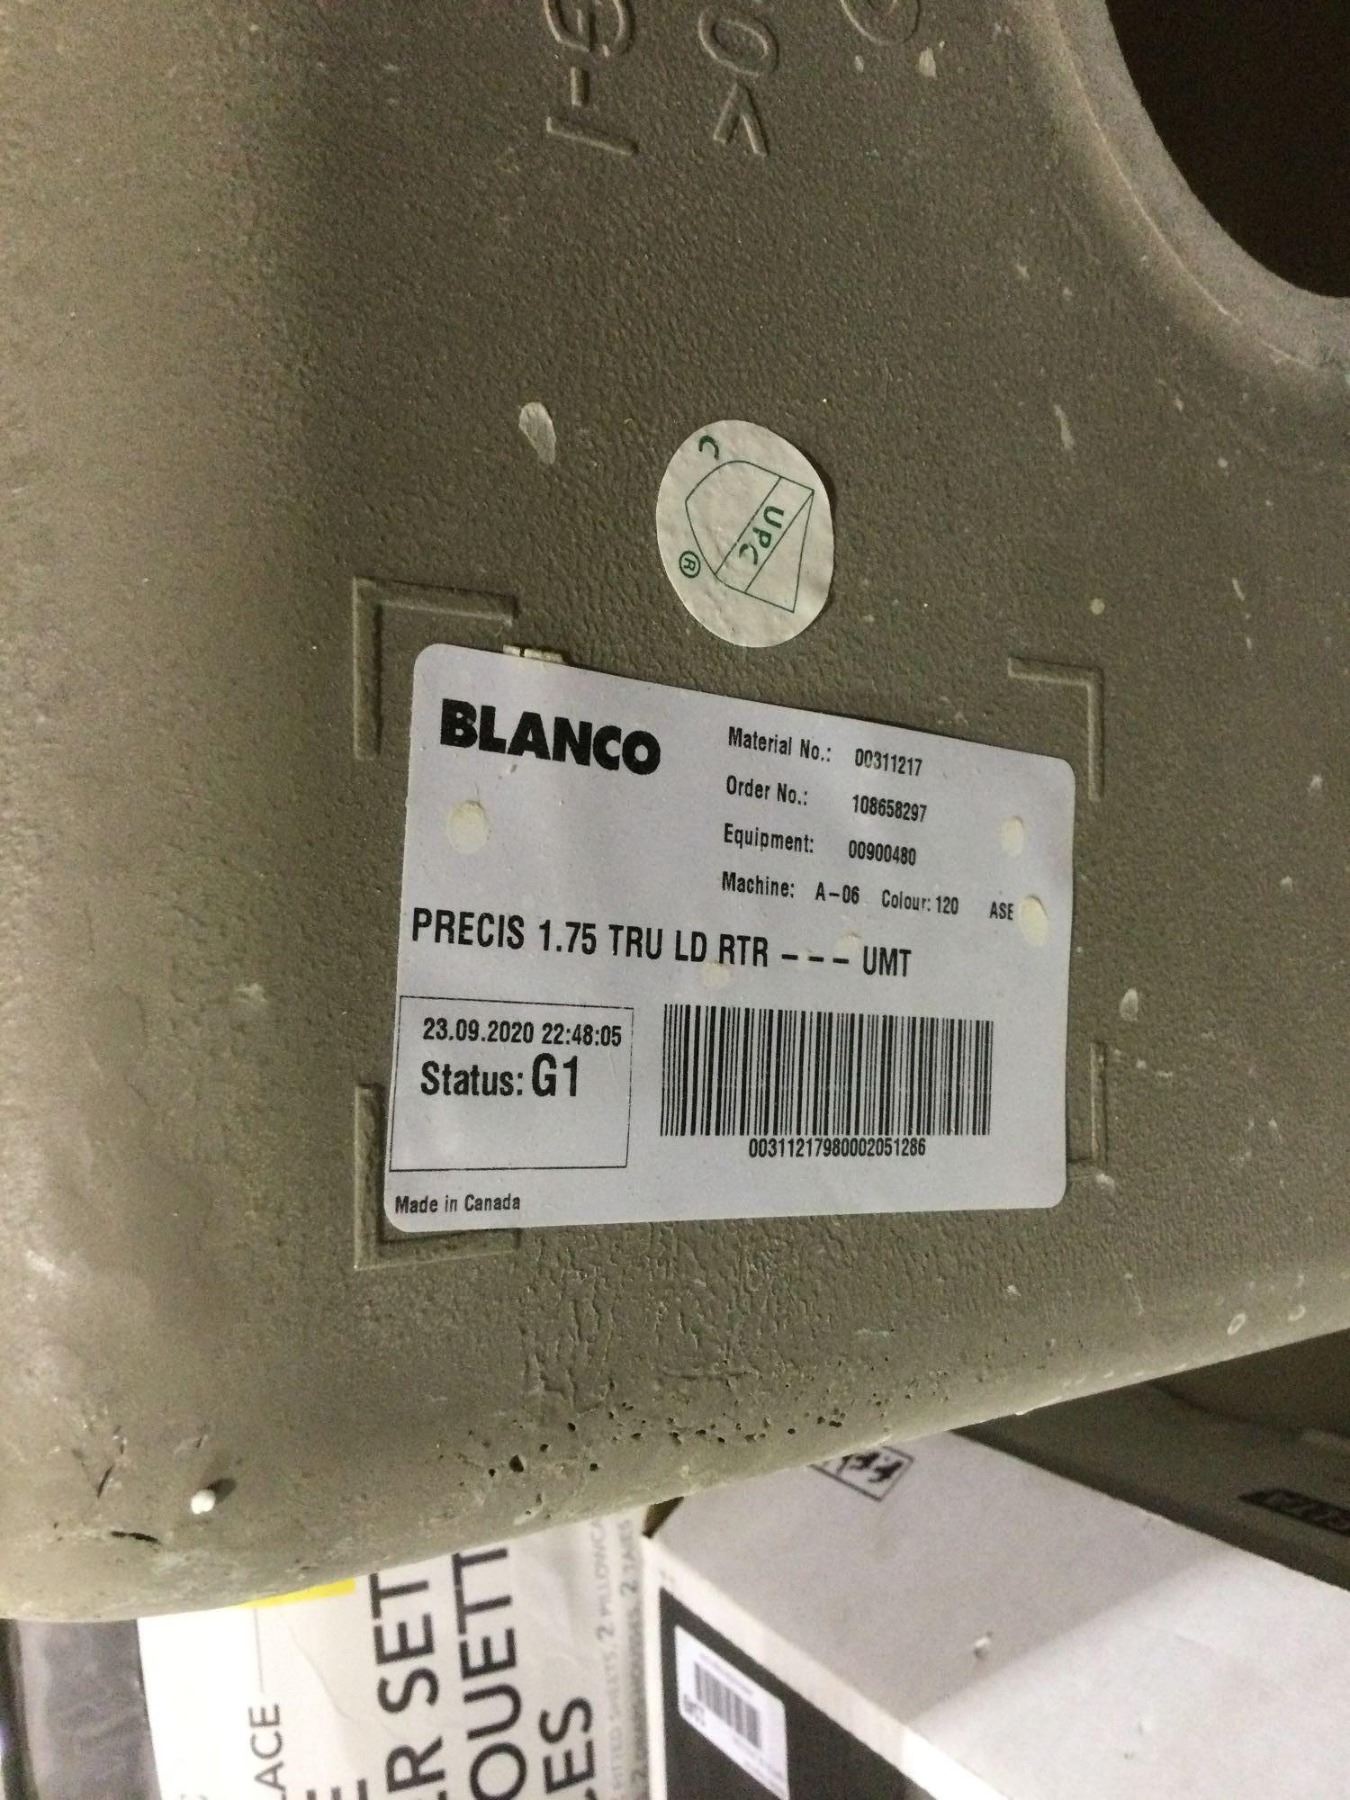 C
UPC
®
BLANCO
Material No.: 00311217
Order No.: 108658297
Equipment: 00900480
Machine: A-06 Colour: 120 ASE
PRECIS 1.75 TRU LD RTR - - - UMT
23.09.2020 22:48:05
Status: G1
00311217980002051286
Made in Canada